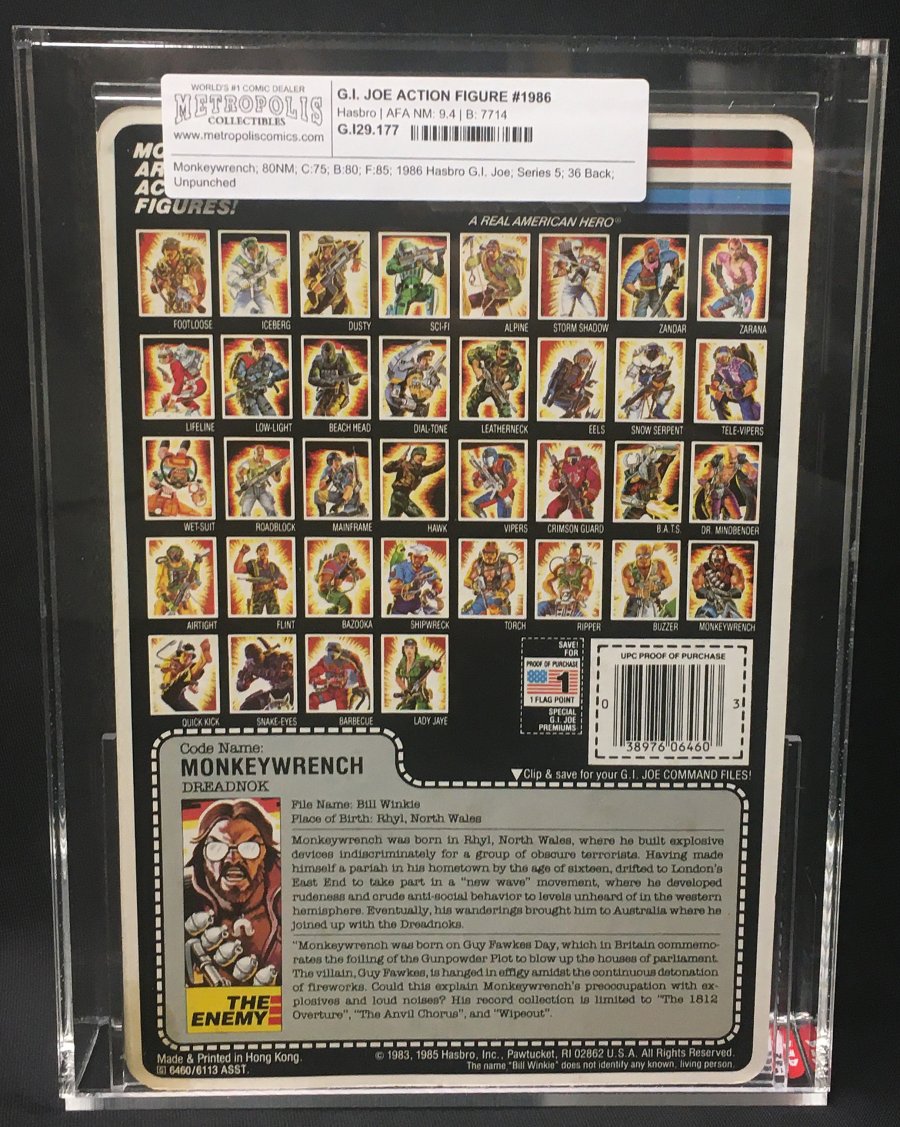 WORLD'S #1 COMIC DEALER
METROPOLIS
COLLECTIBLES
www.metropoliscomics.com
G.I. JOE ACTION FIGURE #1986
Hasbro | AFA NM: 9.4 | B: 7714
G.I29.177
Monkeywrench; 80NM; C:75; B:80; F:85; 1986 Hasbro G.I. Joe; Series 5; 36 Back;
Unpunched
MO
AR
AC
FIGURES!
A REAL AMERICAN HERO®
FOOTLOOSE ICEBERG DUSTY SCI-FI ALPINE STORM SHADOW ZANDAR ZARANA
LIFELINE LOW-LIGHT BEACH HEAD DIAL-TONE LEATHERNECK EELS SNOW SERPENT TELE-VIPERS
WET-SUIT ROADBLOCK MAINFRAME HAWK VIPERS CRIMSON GUARD B.A.T.S. DR. MINDBENDER
AIRTIGHT FLINT BAZOOKA SHIPWRECK TORCH RIPPER BUZZER MONKEYWRENCH
QUICK KICK SNAKE-EYES BARBECUE LADY JAYE
SAVE!
FOR
PROOF OF PURCHASE
1
1 FLAG POINT
SPECIAL
G.I. JOE
PREMIUMS
UPC PROOF OF PURCHASE
0 3
38976 06460
▼Clip & save for your G.I. JOE COMMAND FILES!
Code Name:
MONKEYWRENCH
DREADNOK
File Name: Bill Winkie
Place of Birth: Rhyl, North Wales
Monkeywrench was born in Rhyl, North Wales, where he built explosive
devices indiscriminately for a group of obscure terrorists. Having made
himself a pariah in his hometown by the age of sixteen, drifted to London's
East End to take part in a "new wave" movement, where he developed
rudeness and crude anti-social behavior to levels unheard of in the western
hemisphere. Eventually, his wanderings brought him to Australia where he
joined up with the Dreadnoks.
"Monkeywrench was born on Guy Fawkes Day, which in Britain commemo-
rates the foiling of the Gunpowder Plot to blow up the houses of parliament.
The villain, Guy Fawkes, is hanged in effigy amidst the continuous detonation
of fireworks. Could this explain Monkeywrench's preoccupation with ex-
plosives and loud noises? His record collection is limited to "The 1812
Overture", "The Anvil Chorus", and "Wipeout".
THE
ENEMY
Made & Printed in Hong Kong.
6460/6113 ASST.
© 1983, 1985 Hasbro, Inc., Pawtucket, RI 02862 U.S.A. All Rights Reserved.
The name "Bill Winkie" does not identify any known, living person.